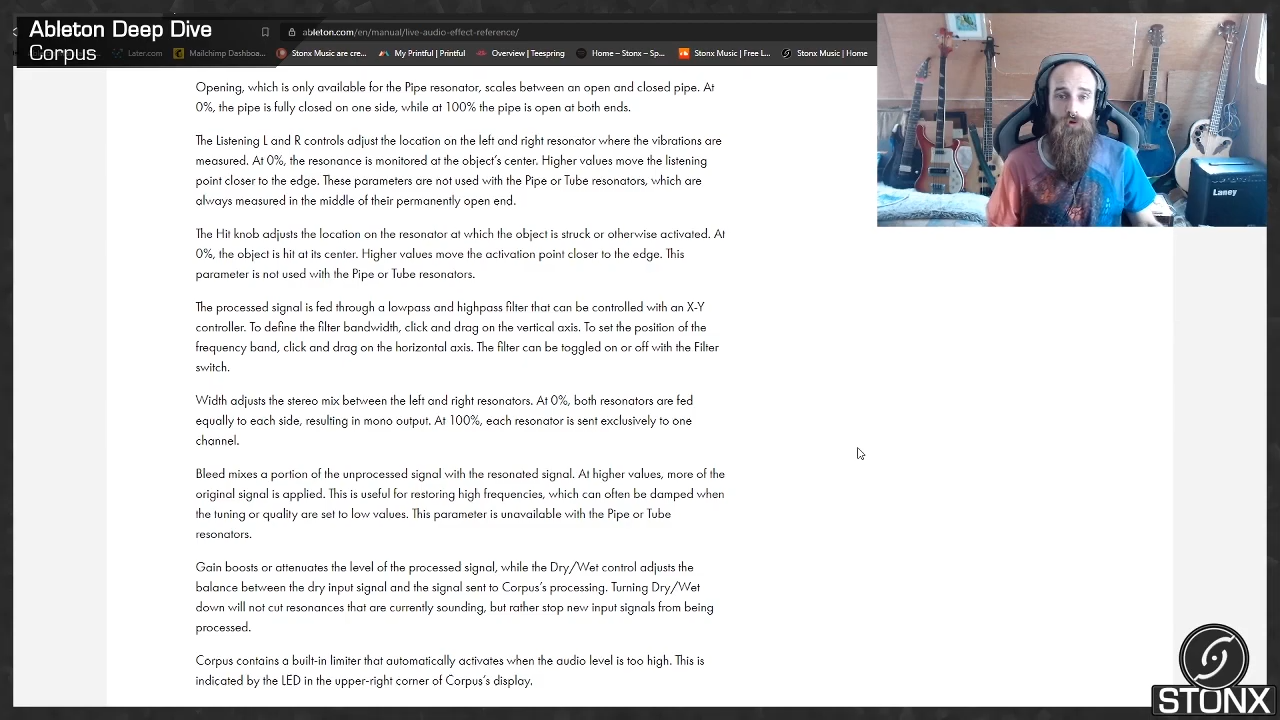 Ableton Deep Dive
Corpus
ableton.com/en/manual/live-audio-effect-reference/
Later.com
Mailchimp Dashboa...
Stonx Music are cre...
My Printful | Printful
Overview | Teespring
Home – Stonx – Sp...
Stonx Music | Free L...
Stonx Music | Home
Opening, which is only available for the Pipe resonator, scales between an open and closed pipe. At
0%, the pipe is fully closed on one side, while at 100% the pipe is open at both ends.
The Listening L and R controls adjust the location on the left and right resonator where the vibrations are
measured. At 0%, the resonance is monitored at the object's center. Higher values move the listening
point closer to the edge. These parameters are not used with the Pipe or Tube resonators, which are
always measured in the middle of their permanently open end.
The Hit knob adjusts the location on the resonator at which the object is struck or otherwise activated. At
0%, the object is hit at its center. Higher values move the activation point closer to the edge. This
parameter is not used with the Pipe or Tube resonators.
The processed signal is fed through a lowpass and highpass filter that can be controlled with an X-Y
controller. To define the filter bandwidth, click and drag on the vertical axis. To set the position of the
frequency band, click and drag on the horizontal axis. The filter can be toggled on or off with the Filter
switch.
Width adjusts the stereo mix between the left and right resonators. At 0%, both resonators are fed
equally to each side, resulting in mono output. At 100%, each resonator is sent exclusively to one
channel.
Bleed mixes a portion of the unprocessed signal with the resonated signal. At higher values, more of the
original signal is applied. This is useful for restoring high frequencies, which can often be damped when
the tuning or quality are set to low values. This parameter is unavailable with the Pipe or Tube
resonators.
Gain boosts or attenuates the level of the processed signal, while the Dry/Wet control adjusts the
balance between the dry input signal and the signal sent to Corpus's processing. Turning Dry/Wet
down will not cut resonances that are currently sounding, but rather stop new input signals from being
processed.
Corpus contains a built-in limiter that automatically activates when the audio level is too high. This is
indicated by the LED in the upper-right corner of Corpus's display.
Laney
STONX